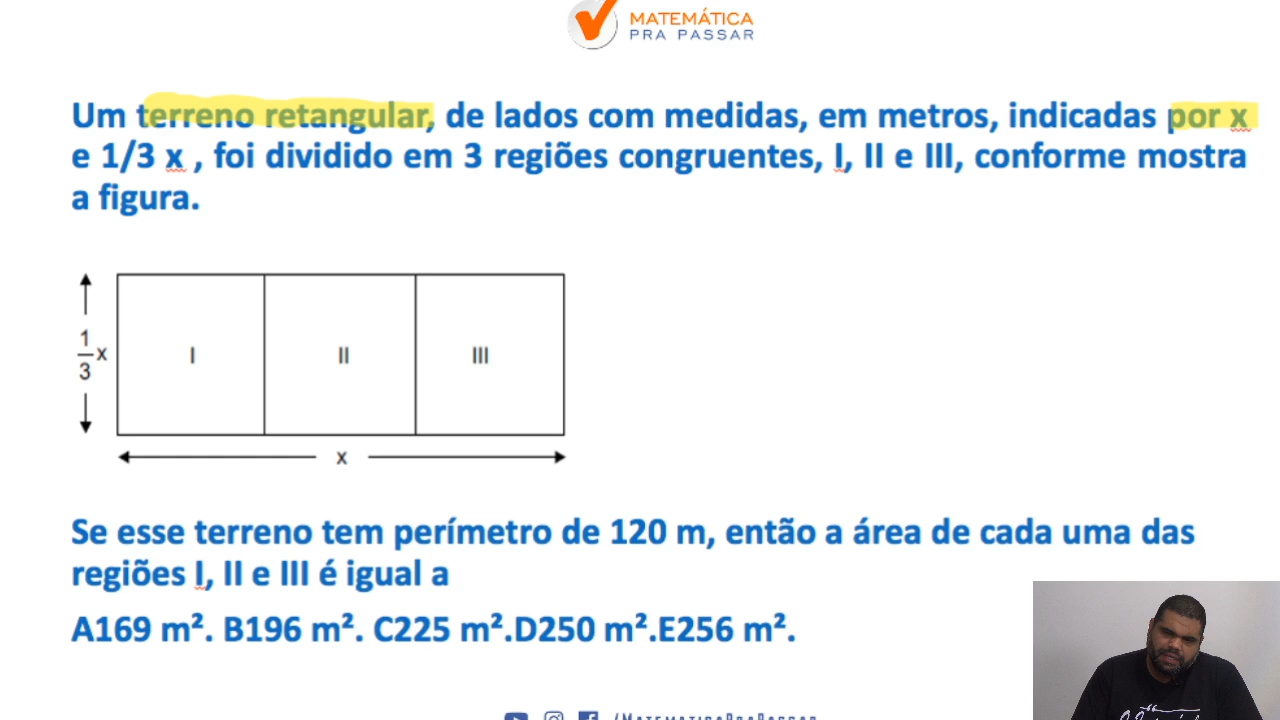 MATEMÁTICA
PRA PASSAR
Um terreno retangular, de lados com medidas, em metros, indicadas por x
e 1/3 x , foi dividido em 3 regiões congruentes, I, II e III, conforme mostra
a figura.
1
3
x
I
II
III
x
Se esse terreno tem perímetro de 120 m, então a área de cada uma das
regiões I, II e III é igual a
A169 m². B196 m². C225 m².D250 m².E256 m².
/MATEMATICAPRAPASSAR